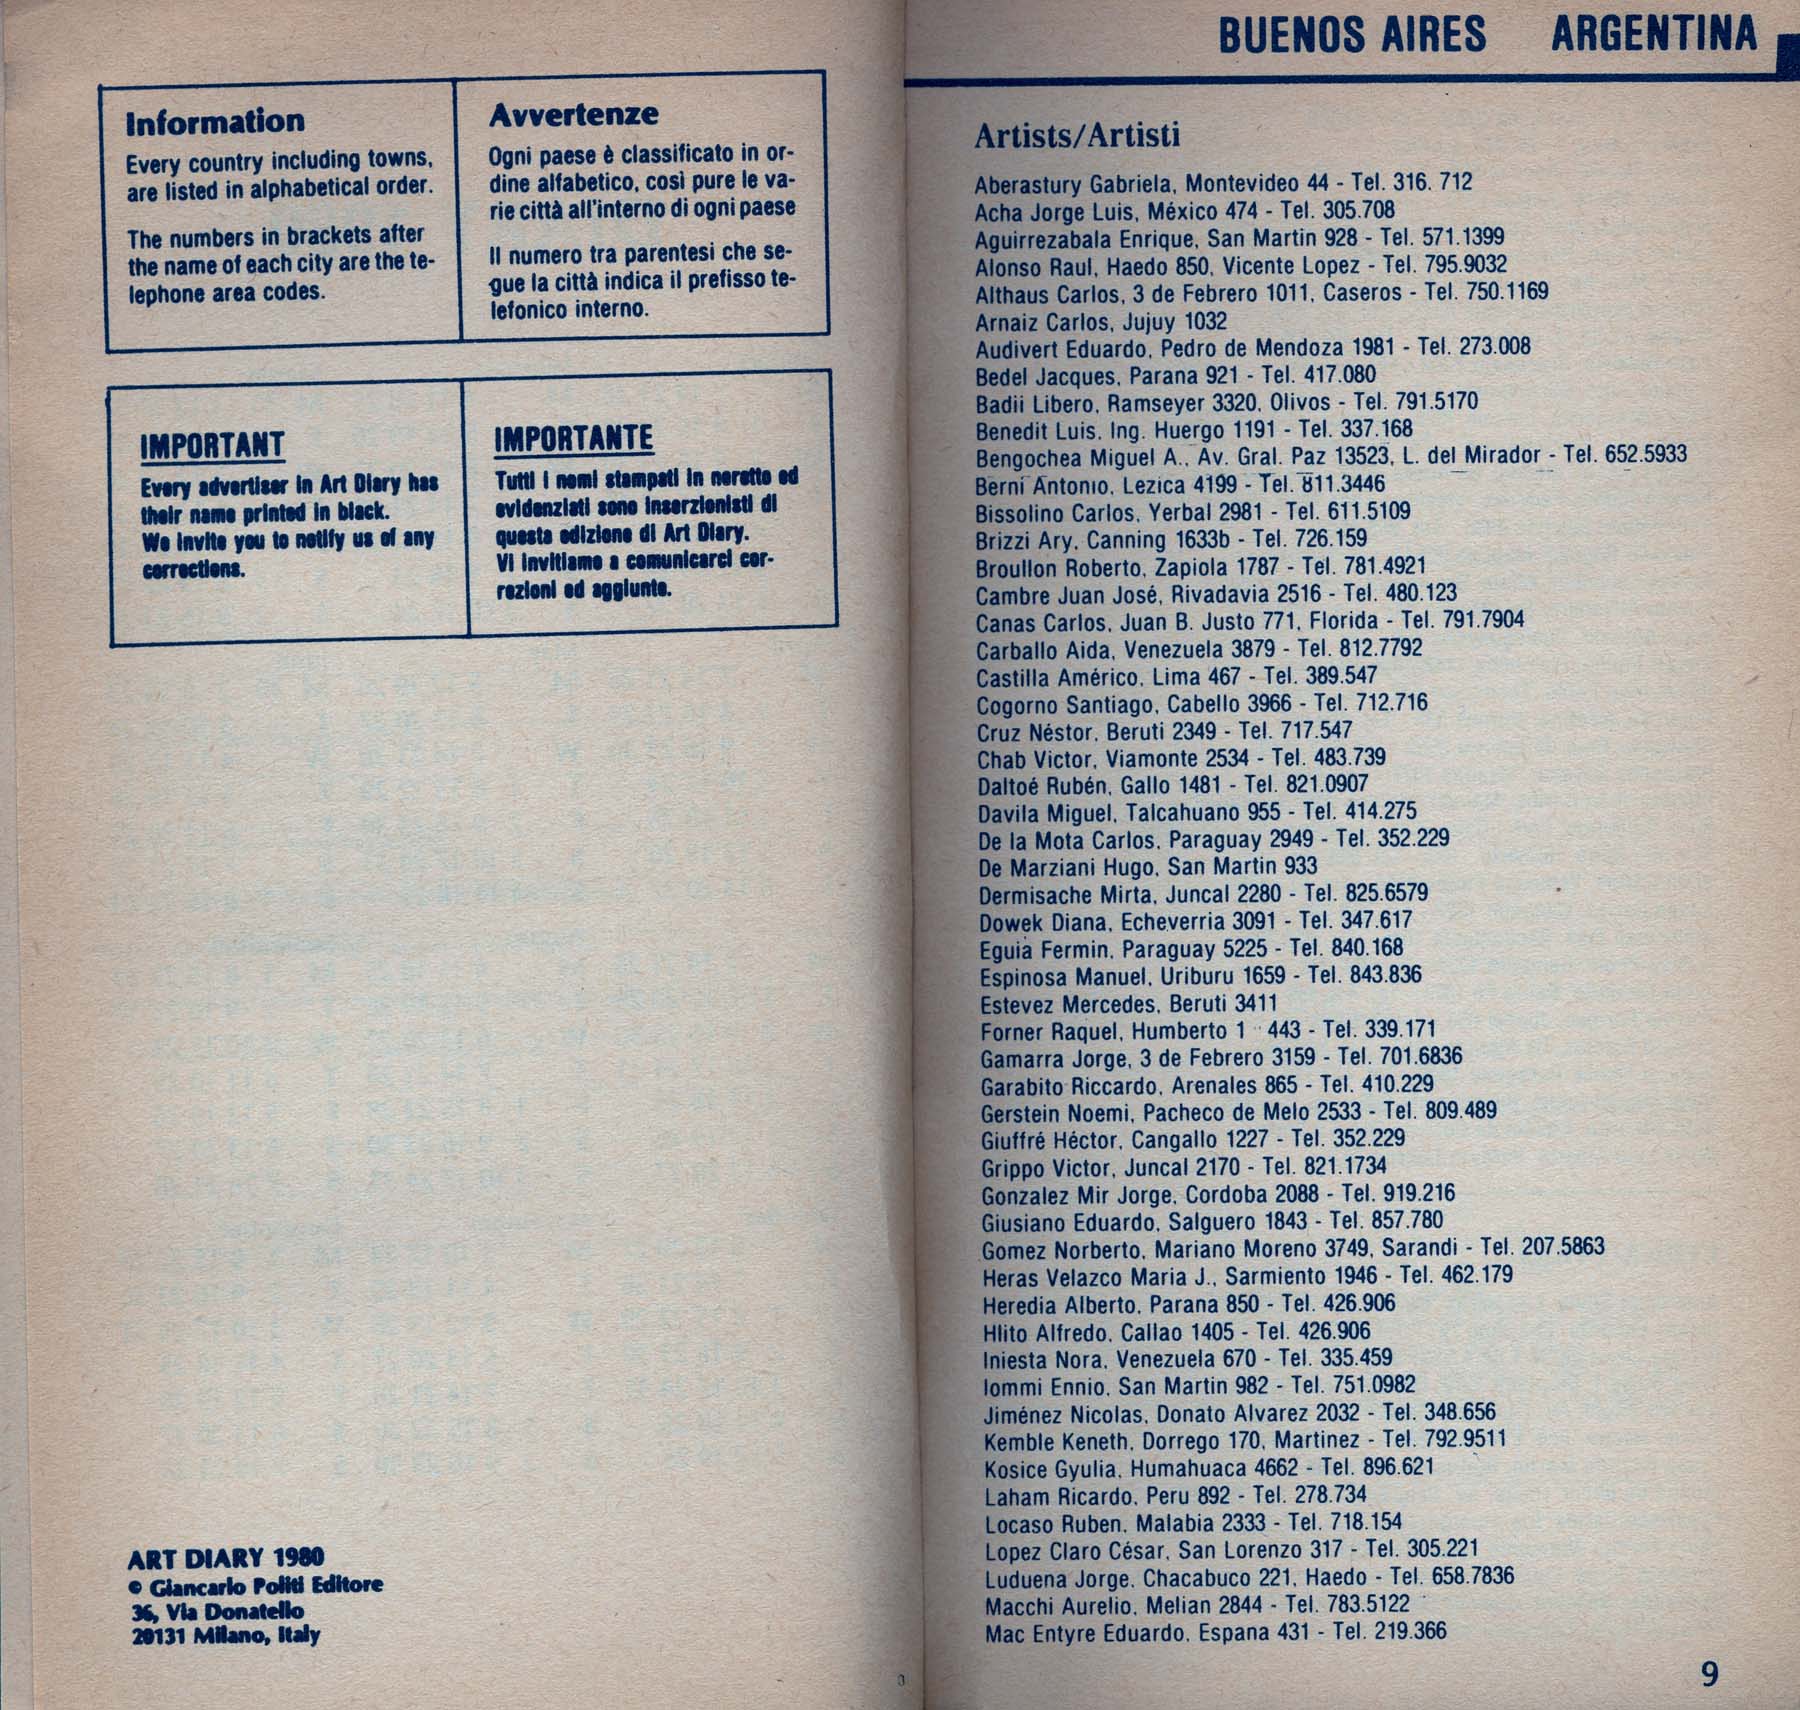 Information
Every country including towns,
are listed in alphabetical order.
The numbers in brackets after
the name of each city are the te-
lephone area codes.
Avvertenze
Ogni paese è classificato in or-
dine alfabetico, così pure le va-
rie città all'interno di ogni paese
Il numero tra parentesi che se-
gue la città indica il prefisso te-
lefonico interno.
IMPORTANT
Every advertiser in Art Diary has
their name printed in black.
We invite you to notify us of any
corrections.
IMPORTANTE
Tutti i nomi stampati in neretto ed
evidenziati sono inserzionisti di
questa edizione di Art Diary.
Vi invitiamo a comunicarci cor-
rezioni ed aggiunte.
ART DIARY 1980
© Giancarlo Politi Editore
36, Via Donatello
20131 Milano, Italy
BUENOS AIRES ARGENTINA
Artists/Artisti
Aberastury Gabriela, Montevideo 44 - Tel. 316. 712
Acha Jorge Luis, México 474 - Tel. 305.708
Aguirrezabala Enrique, San Martin 928 - Tel. 571.1399
Alonso Raul, Haedo 850, Vicente Lopez - Tel. 795.9032
Althaus Carlos, 3 de Febrero 1011, Caseros - Tel. 750.1169
Arnaiz Carlos, Jujuy 1032
Audivert Eduardo, Pedro de Mendoza 1981 - Tel. 273.008
Bedel Jacques, Parana 921 - Tel. 417.080
Badii Libero, Ramseyer 3320, Olivos - Tel. 791.5170
Benedit Luis, Ing. Huergo 1191 - Tel. 337.168
Bengochea Miguel A., Av. Gral. Paz 13523, L. del Mirador - Tel. 652.5933
Berni Antonio, Lezica 4199 - Tel. 811.3446
Bissolino Carlos, Yerbal 2981 - Tel. 611.5109
Brizzi Ary, Canning 1633b - Tel. 726.159
Broullon Roberto, Zapiola 1787 - Tel. 781.4921
Cambre Juan José, Rivadavia 2516 - Tel. 480.123
Canas Carlos, Juan B. Justo 771, Florida - Tel. 791.7904
Carballo Aida, Venezuela 3879 - Tel. 812.7792
Castilla Américo, Lima 467 - Tel. 389.547
Cogorno Santiago, Cabello 3966 - Tel. 712.716
Cruz Néstor, Beruti 2349 - Tel. 717.547
Chab Victor, Viamonte 2534 - Tel. 483.739
Daltoé Rubén, Gallo 1481 - Tel. 821.0907
Davila Miguel, Talcahuano 955 - Tel. 414.275
De la Mota Carlos, Paraguay 2949 - Tel. 352.229
De Marziani Hugo, San Martin 933
Dermisache Mirta, Juncal 2280 - Tel. 825.6579
Dowek Diana, Echeverria 3091 - Tel. 347.617
Eguia Fermin, Paraguay 5225 - Tel. 840.168
Espinosa Manuel, Uriburu 1659 - Tel. 843.836
Estevez Mercedes, Beruti 3411
Forner Raquel, Humberto 1 443 - Tel. 339.171
Gamarra Jorge, 3 de Febrero 3159 - Tel. 701.6836
Garabito Riccardo, Arenales 865 - Tel. 410.229
Gerstein Noemi, Pacheco de Melo 2533 - Tel. 809.489
Giuffré Héctor, Cangallo 1227 - Tel. 352.229
Grippo Victor, Juncal 2170 - Tel. 821.1734
Gonzalez Mir Jorge, Cordoba 2088 - Tel. 919.216
Giusiano Eduardo, Salguero 1843 - Tel. 857.780
Gomez Norberto, Mariano Moreno 3749, Sarandi - Tel. 207.5863
Heras Velazco Maria J., Sarmiento 1946 - Tel. 462.179
Heredia Alberto, Parana 850 - Tel. 426.906
Hlito Alfredo, Callao 1405 - Tel. 426.906
Iniesta Nora, Venezuela 670 - Tel. 335.459
Iommi Ennio, San Martin 982 - Tel. 751.0982
Jiménez Nicolas, Donato Alvarez 2032 - Tel. 348.656
Kemble Keneth, Dorrego 170, Martinez - Tel. 792.9511
Kosice Gyulia, Humahuaca 4662 - Tel. 896.621
Laham Ricardo, Peru 892 - Tel. 278.734
Locaso Ruben, Malabia 2333 - Tel. 718.154
Lopez Claro César, San Lorenzo 317 - Tel. 305.221
Luduena Jorge, Chacabuco 221, Haedo - Tel. 658.7836
Macchi Aurelio, Melian 2844 - Tel. 783.5122
Mac Entyre Eduardo, Espana 431 - Tel. 219.366
9